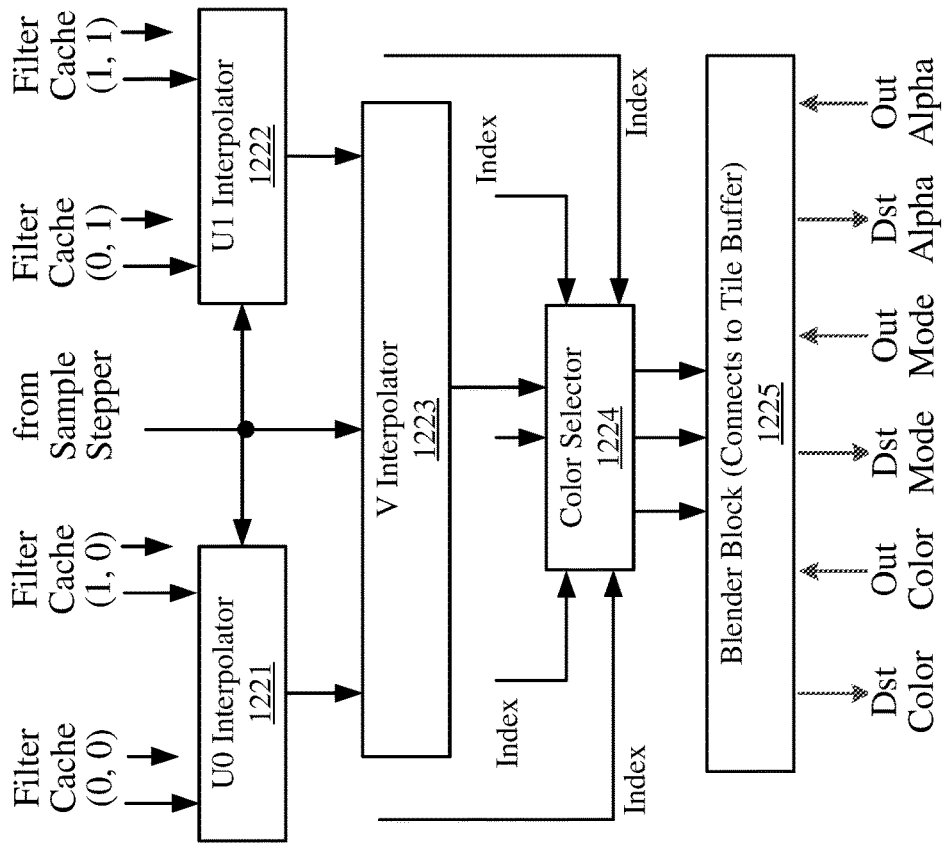 Filter
Cache
(0, 0)
Filter
Cache
(1, 0)
from
Sample
Stepper
Filter
Cache
(0, 1)
Filter
Cache
(1, 1)
U0 Interpolator
1221
U1 Interpolator
1222
V Interpolator
1223
Index
Index
Index
Index
Color Selector
1224
Blender Block (Connects to Tile Buffer)
1225
Dst
Color
Out
Color
Dst
Mode
Out
Mode
Dst
Alpha
Out
Alpha